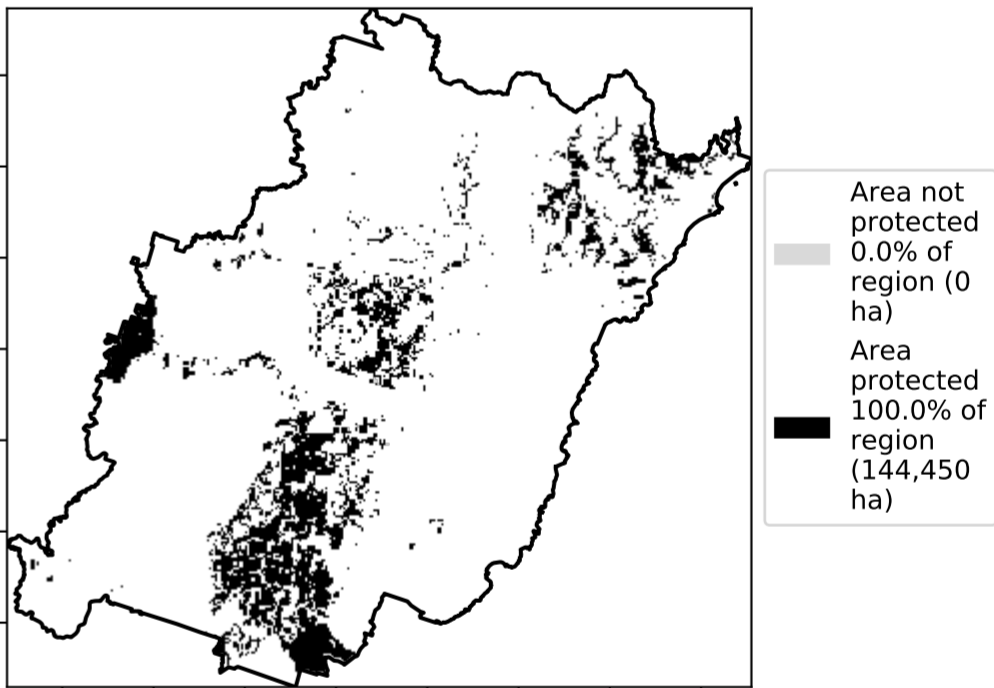 Area not
protected
0.0% of
region (0
ha)
Area
protected
100.0% of
region
(144,450
ha)